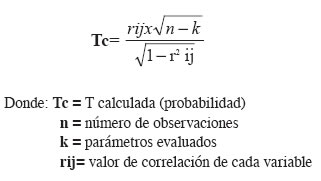 Tc= rijx√n-k / √1-r² ij
Donde: Tc = T calculada (probabilidad)
n = número de observaciones
k = parámetros evaluados
rij= valor de correlación de cada variable